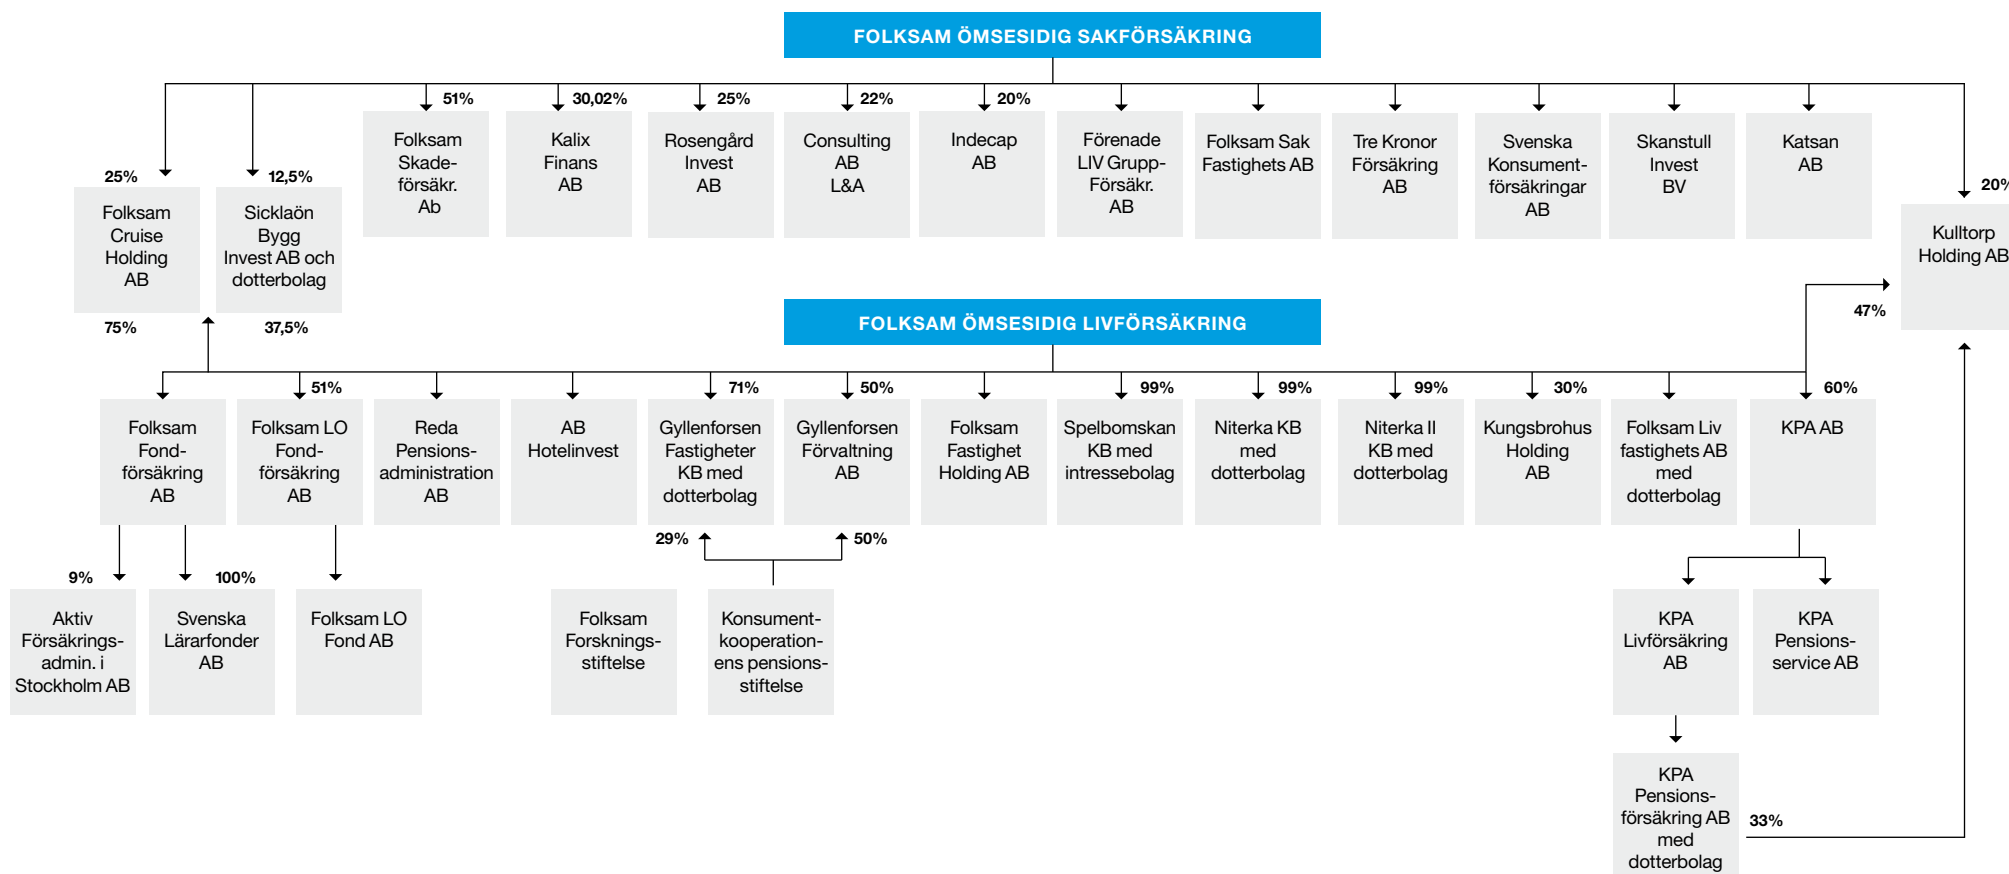 FOLKSAM ÖMSESIDIG SAKFÖRSÄKRING
25%
Folksam
Cruise
Holding
AB
75%
12,5%
Sicklaön
Bygg
Invest AB och
dotterbolag
37,5%
51%
Folksam
Skade-
försäkr.
Ab
30,02%
Kalix
Finans
AB
25%
Rosengård
Invest
AB
22%
Consulting
AB
L&A
20%
Indecap
AB
Förenade
LIV Grupp-
Försäkr.
AB
Folksam Sak
Fastighets AB
Tre Kronor
Försäkring
AB
Svenska
Konsument-
försäkringar
AB
Skanstull
Invest
BV
Katsan
AB
20%
Kulltorp
Holding AB
47%
FOLKSAM ÖMSESIDIG LIVFÖRSÄKRING
Folksam
Fond-
försäkring
AB
51%
Folksam LO
Fond-
försäkring
AB
Reda
Pensions-
administration
AB
AB
Hotelinvest
71%
Gyllenforsen
Fastigheter
KB med
dotterbolag
50%
Gyllenforsen
Förvaltning
AB
Folksam
Fastighet
Holding AB
99%
Spelbomskan
KB med
intressebolag
99%
Niterka KB
med
dotterbolag
99%
Niterka II
KB med
dotterbolag
30%
Kungsbrohus
Holding
AB
Folksam Liv
fastighets AB
med
dotterbolag
60%
KPA AB
29%
50%
9%
Aktiv
Försäkrings-
admin. i
Stockholm AB
100%
Svenska
Lärarfonder
AB
Folksam LO
Fond AB
Folksam
Forsknings-
stiftelse
Konsument-
kooperation-
ens pensions-
stiftelse
KPA
Livförsäkring
AB
KPA
Pensions-
service AB
KPA
Pensions-
försäkring AB
med
dotterbolag
33%